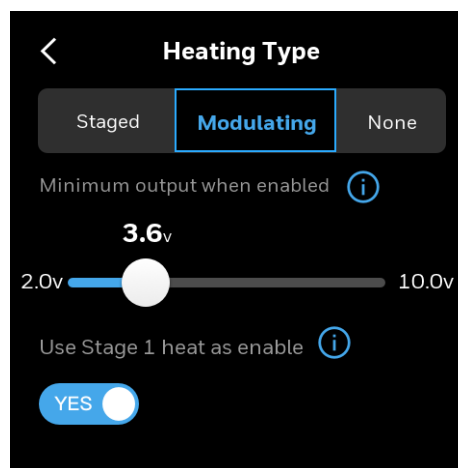 Heating Type
Staged Modulating None
Minimum output when enabled
3.6v
2.0v 10.0v
Use Stage 1 heat as enable
YES